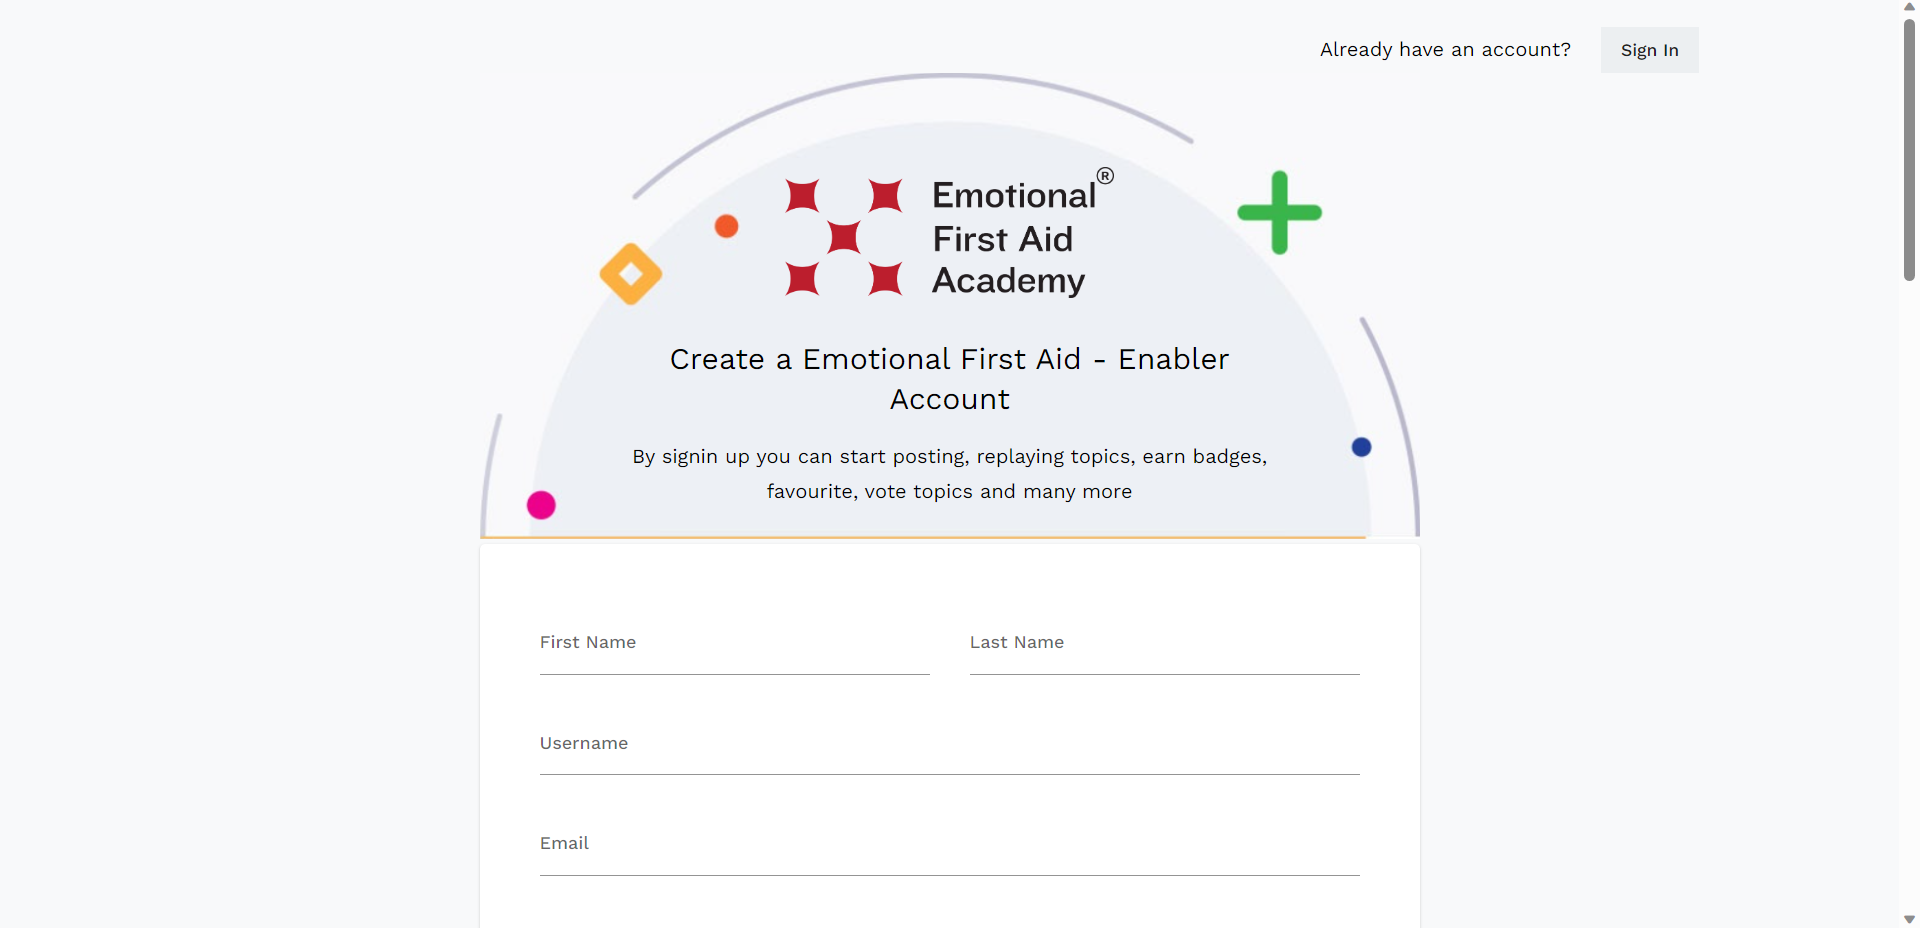 Already have an account?
Sign In
Emotional®
First Aid
Academy
Create a Emotional First Aid - Enabler
Account
By signin up you can start posting, replaying topics, earn badges,
favourite, vote topics and many more
First Name
Last Name
Username
Email